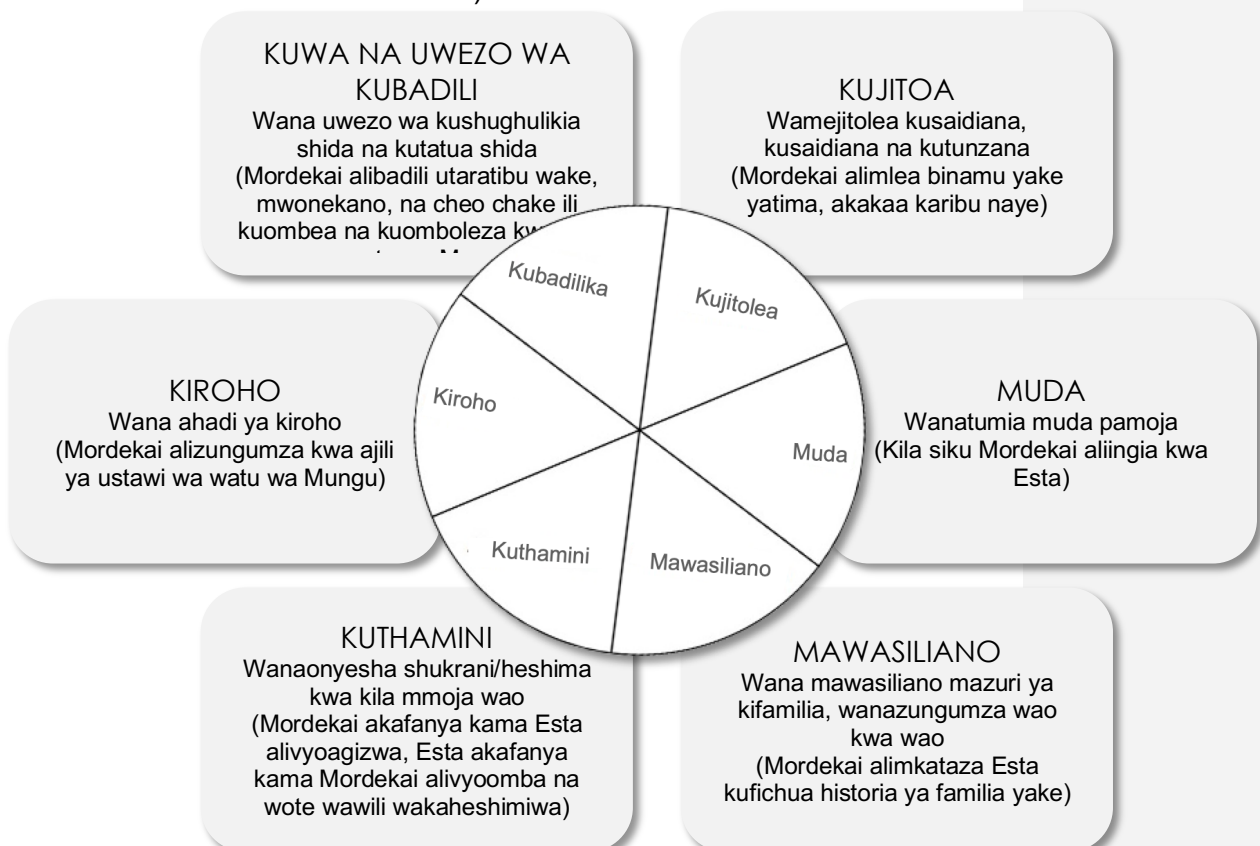 KUWA NA UWEZO WA
KUBADILI
Wana uwezo wa kushughulikia
shida na kutatua shida
(Mordekai alibadili utaratibu wake,
mwonekano, na cheo chake ili
kuombea na kuomboleza
KUJITOA
Wamejitolea kusaidiana,
kusaidiana na kutunzana
(Mordekai alimlea binamu yake
yatima, akakaa karibu naye)
Kubadilika
Kujitolea
KIROHO
Wana ahadi ya kiroho
(Mordekai alizungumza kwa ajili
ya ustawi wa watu wa Mungu)
Kiroho
Muda
MUDA
Wanatumia muda pamoja
(Kila siku Mordekai aliingia kwa
Esta)
Kuthamini
Mawasiliano
KUTHAMINI
Wanaonyesha shukrani/heshima
kwa kila mmoja wao
(Mordekai akafanya kama Esta
alivyoagizwa, Esta akafanya
kama Mordekai alivyoomba na
wote wawili wakaheshimiwa)
MAWASILIANO
Wana mawasiliano mazuri ya
kifamilia, wanazungumza wao
kwa wao
(Mordekai alimkataza Esta
kufichua historia ya familia yake)